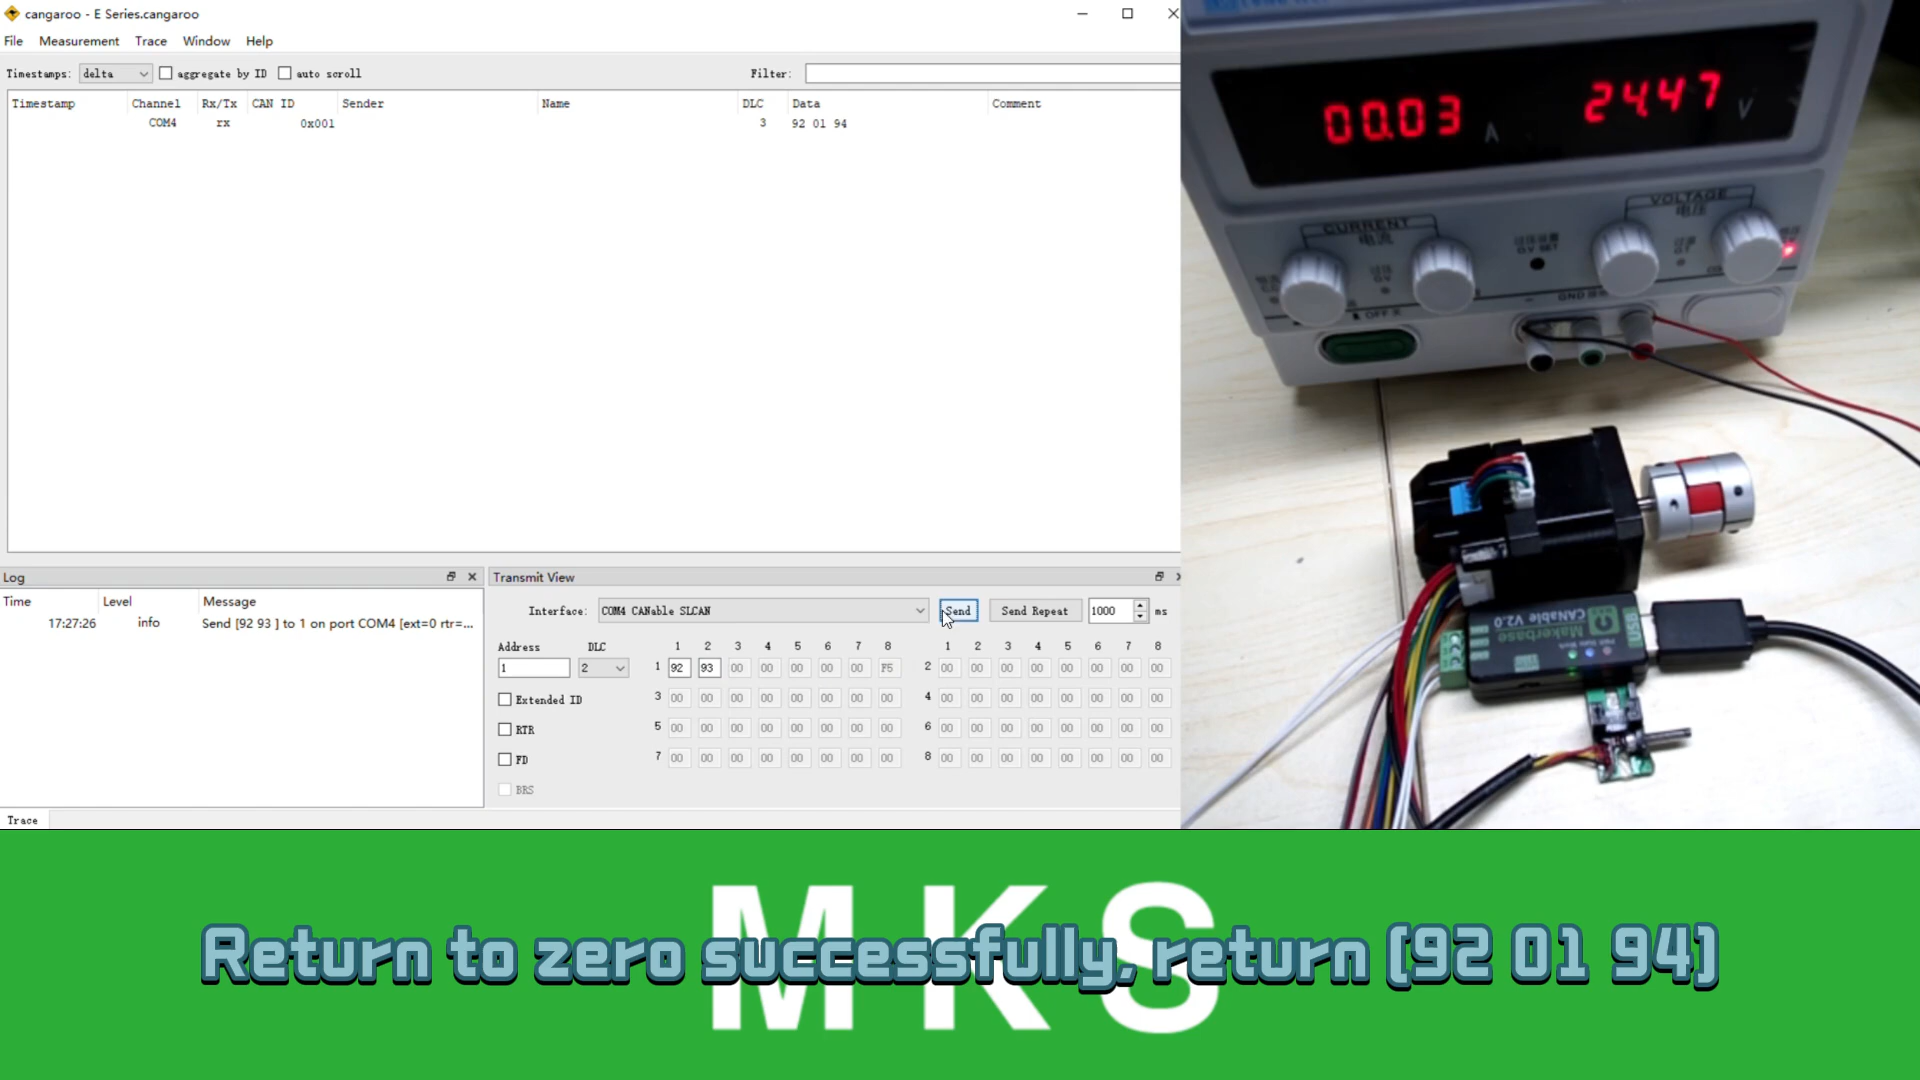 cangaroo - E Series.cangaroo
File Measurement Trace Window Help
Timestamps: delta aggregate by ID auto scroll Filter:
Timestamp Channel Rx/Tx CAN ID Sender Name DLC Data Comment
COM4 rx 0x001 3 92 01 94
Log
Time Level Message
17:27:26 info Send [92 93 ] to 1 on port COM4 [ext=0 rtr=...
Transmit View
Interface: COM4 CANable SLCAN Send Send Repeat 1000 ms
Address DLC 1 2 3 4 5 6 7 8 1 2 3 4 5 6 7 8
1 2 1 92 93 00 00 00 00 00 F5 2 00 00 00 00 00 00 00 00
Extended ID 3 00 00 00 00 00 00 00 00 4 00 00 00 00 00 00 00 00
RTR 5 00 00 00 00 00 00 00 00 6 00 00 00 00 00 00 00 00
FD 7 00 00 00 00 00 00 00 00 8 00 00 00 00 00 00 00 00
BRS
Trace
00.03 A 24.47 V
CURRENT
电流
VOLTAGE
电压
GND
OFF
Makerbase
CANable V2.0
USB
MKS
Return to zero successfully, return (92 01 94)